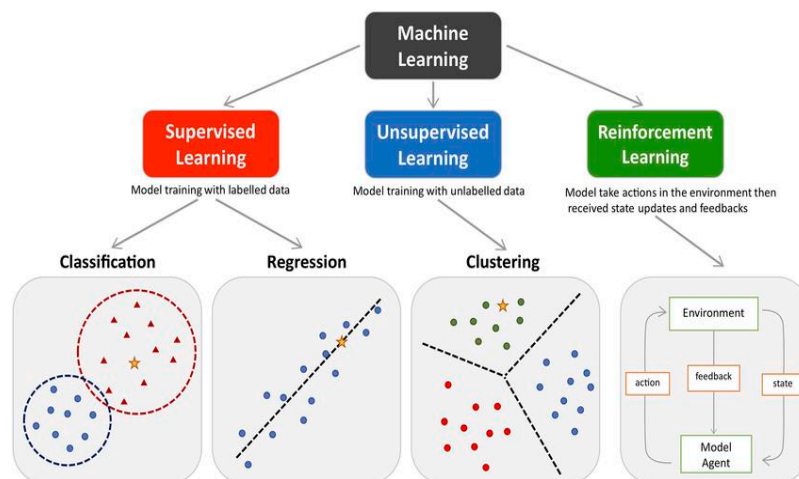 Machine
Learning
Supervised
Learning
Unsupervised
Learning
Reinforcement
Learning
Model training with labelled data
Model training with unlabelled data
Model take actions in the environment then
received state updates and feedbacks
Classification
Regression
Clustering
Environment
action
feedback
state
Model
Agent